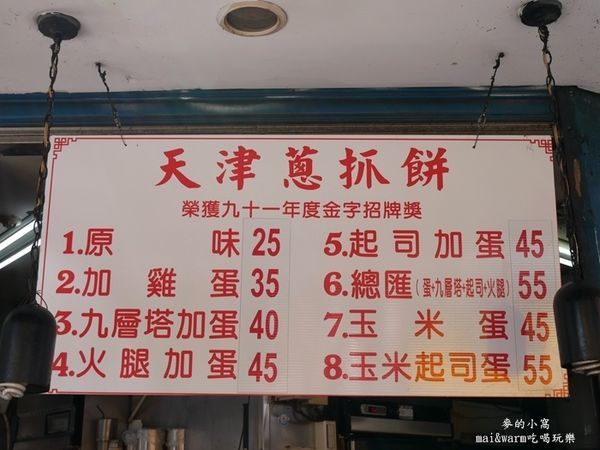 天津蔥抓餅
榮獲九十一年度金字招牌獎
1.原味 25
2.加雞蛋 35
3.九層塔加蛋 40
4.火腿加蛋 45
5.起司加蛋 45
6.總匯(蛋+九層塔+起司+火腿) 55
7.玉米蛋 45
8.玉米起司蛋 55
麥的小窩
mai&warm吃喝玩樂